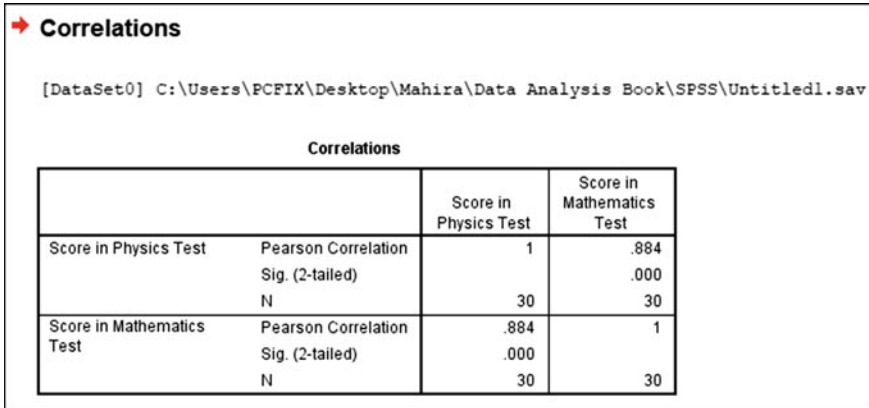 Correlations
[DataSet0] C:\Users\PCFIX\Desktop\Mahira\Data Analysis Book\SPSS\Untitled1.sav
Correlations
Score in Physics Test Score in Mathematics Test
Score in Physics Test Pearson Correlation 1 .884
Sig. (2-tailed) .000
N 30 30
Score in Mathematics Test Pearson Correlation .884 1
Sig. (2-tailed) .000
N 30 30